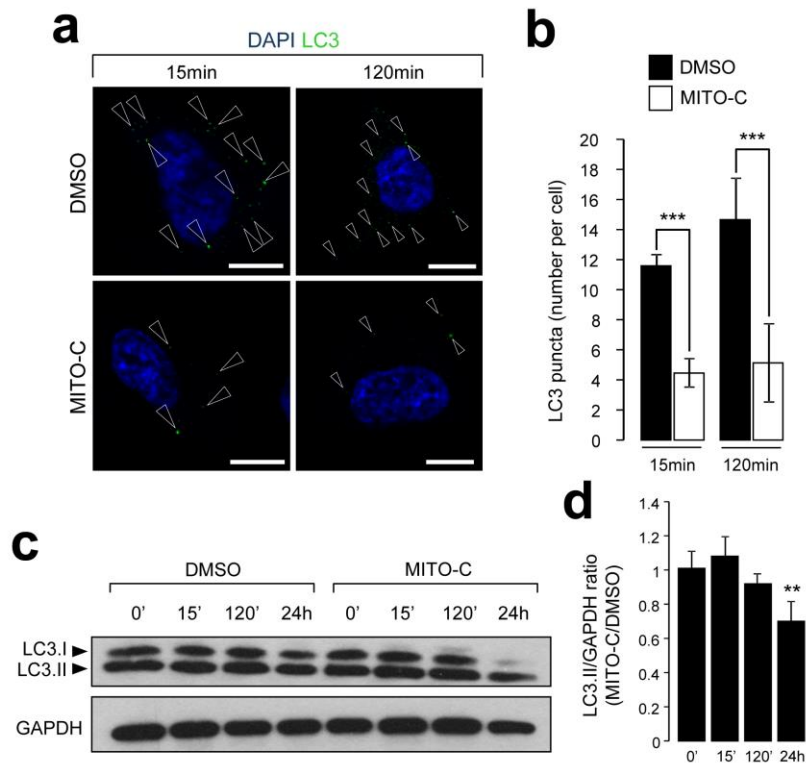 a
DAPI LC3
15min 120min
DMSO
MITO-C
b
DMSO
MITO-C
LC3 puncta (number per cell)
20
18
16
14
12
10
8
6
4
2
0
***
***
15min 120min
c
DMSO MITO-C
0' 15' 120' 24h 0' 15' 120' 24h
LC3.I
LC3.II
GAPDH
d
LC3.II/GAPDH ratio
(MITO-C/DMSO)
1.4
1.2
1
0.8
0.6
0.4
0.2
0
**
0' 15' 120' 24h